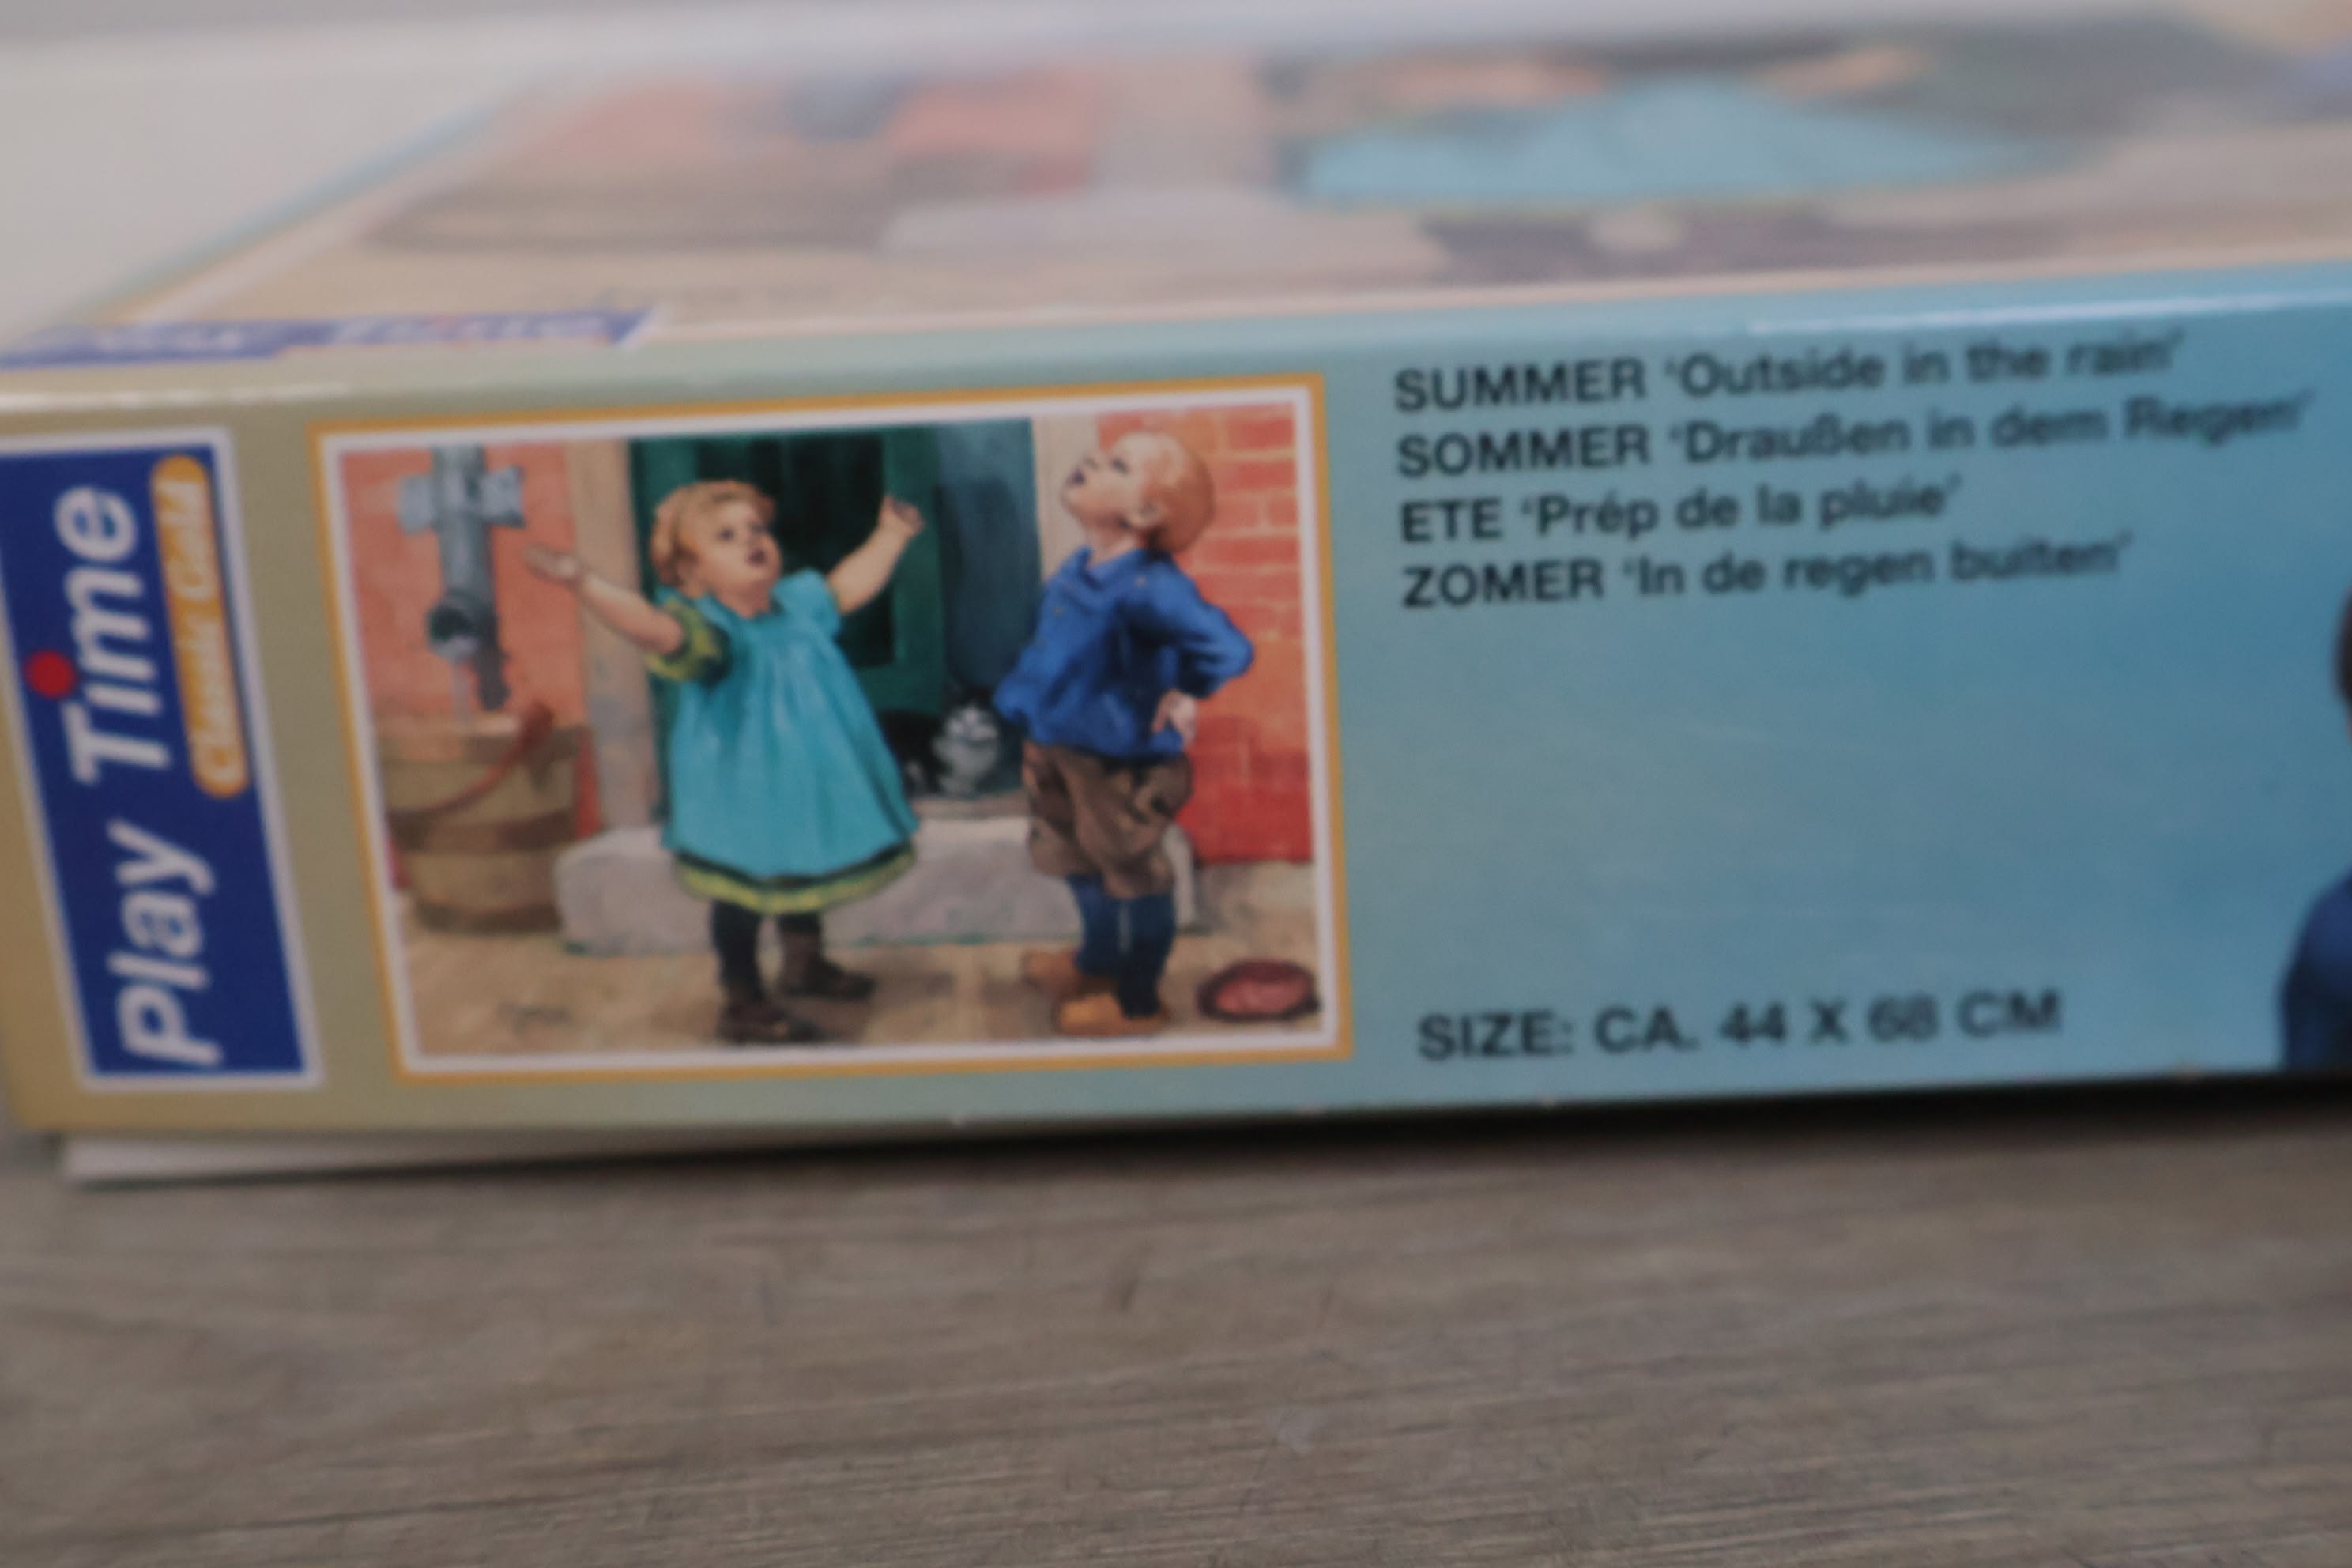 Play Time
Classic Gold
SUMMER 'Outside in the rain'
SOMMER 'Draußen in dem Regen'
ETE 'Prép de la pluie'
ZOMER 'In de regen buiten'
SIZE: CA. 44 X 68 CM